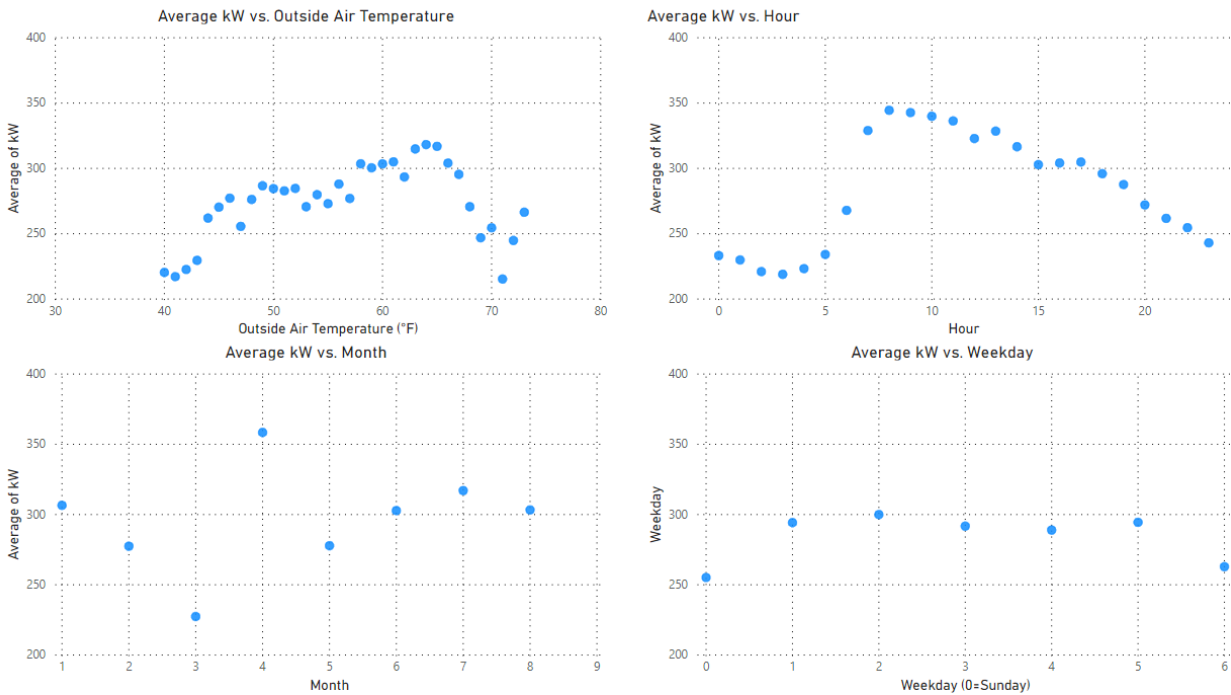 Average kW vs. Outside Air Temperature
400
350
300
250
200
Average of kW
30 40 50 60 70 80
Outside Air Temperature (°F)
Average kW vs. Hour
400
350
300
250
200
Average of kW
0 5 10 15 20
Hour
Average kW vs. Month
400
350
300
250
200
Average of kW
1 2 3 4 5 6 7 8 9
Month
Average kW vs. Weekday
400
350
300
250
200
Weekday
0 1 2 3 4 5 6
Weekday (0=Sunday)